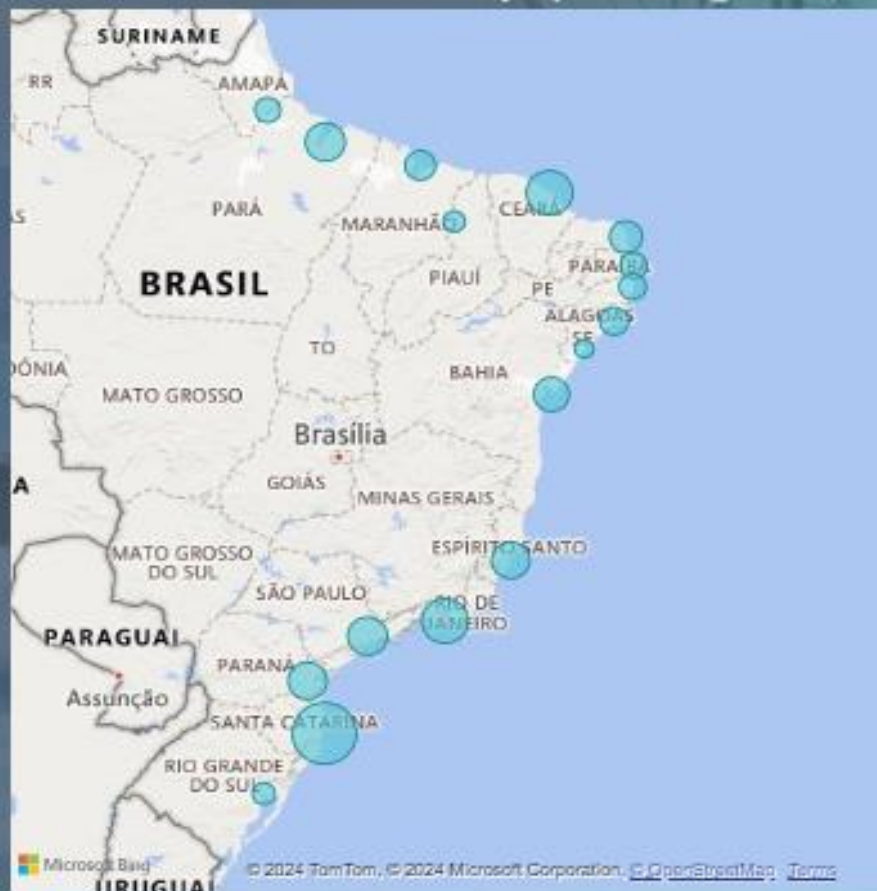 SURINAME
RR
AMAPÁ
AS
PARÁ
MARANHÃO
CEARÁ
BRASIL
PIAUÍ
PARAÍBA
PE
ALAGOAS
SE
TO
DÔNIA
MATO GROSSO
BAHIA
Brasília
GOIÁS
A
MINAS GERAIS
MATO GROSSO
DO SUL
ESPÍRITO SANTO
SÃO PAULO
RIO DE
JANEIRO
PARAGUAI
PARANÁ
Assunção
SANTA CATARINA
RIO GRANDE
DO SUL
Microsoft Bing
© 2024 TomTom, © 2024 Microsoft Corporation, © OpenStreetMap Terms
URUGUAI